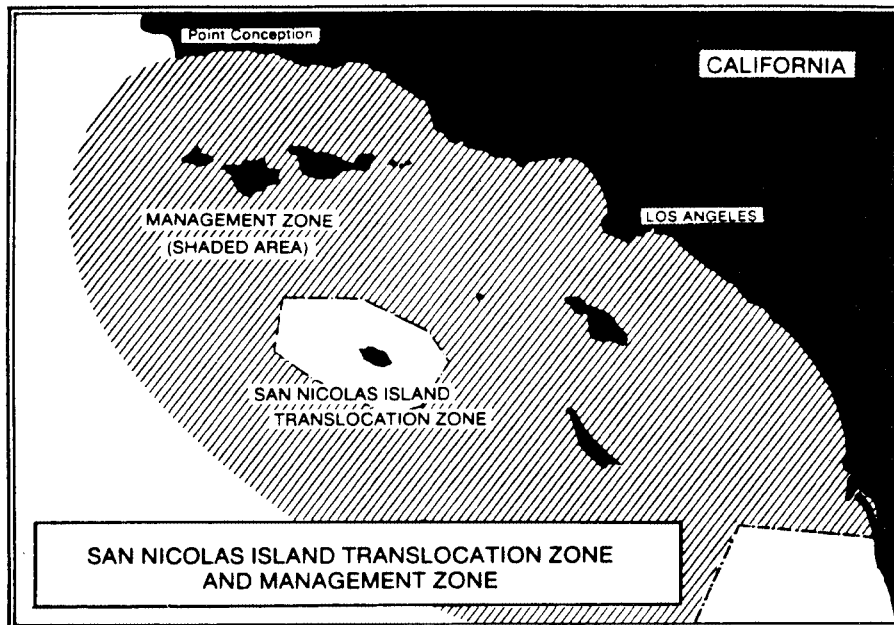 Point Conception
CALIFORNIA
MANAGEMENT ZONE
(SHADED AREA)
LOS ANGELES
SAN NICOLAS ISLAND
TRANSLOCATION ZONE
SAN NICOLAS ISLAND TRANSLOCATION ZONE
AND MANAGEMENT ZONE